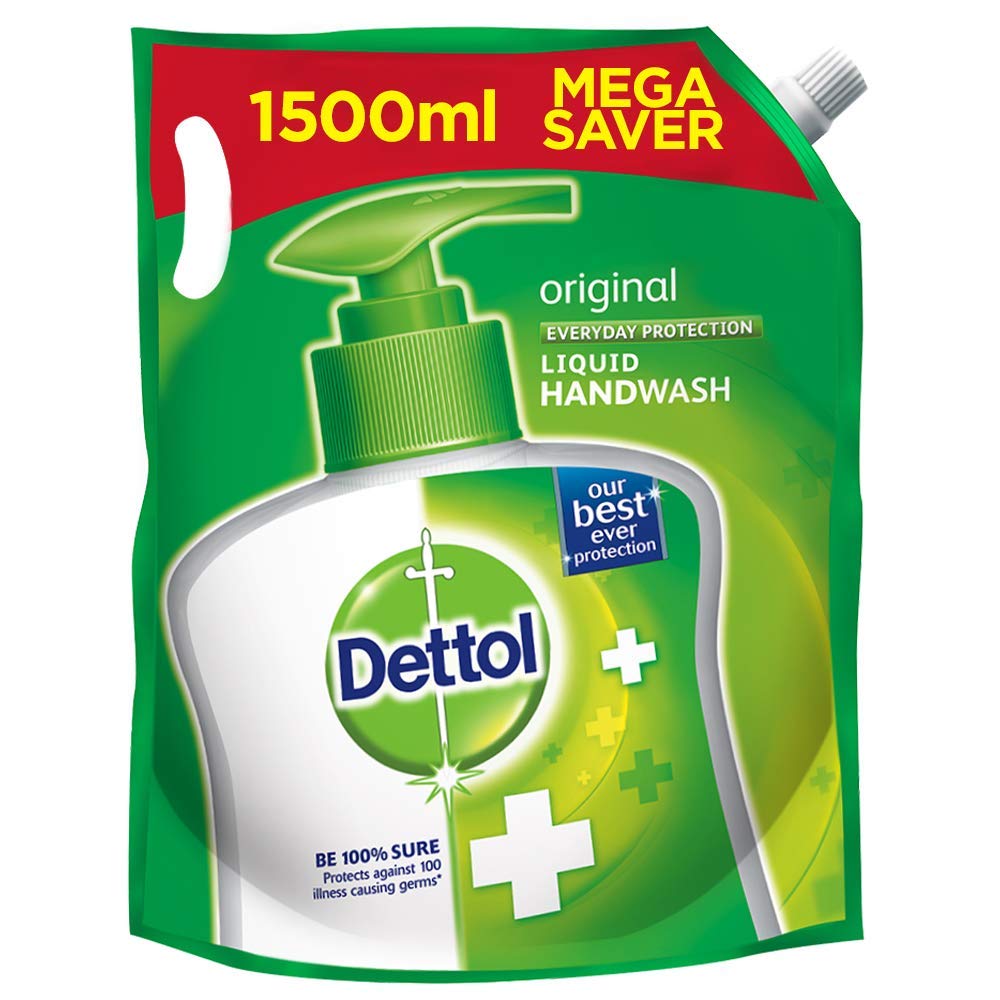 1500ml
MEGA
SAVER
original
EVERYDAY PROTECTION
LIQUID
HANDWASH
our
best
ever
protection
Dettol
BE 100% SURE
Protects against 100
illness causing germs*